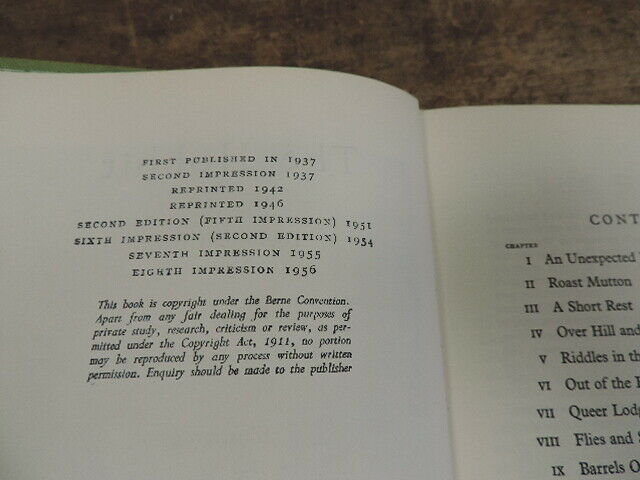 FIRST PUBLISHED IN 1937
SECOND IMPRESSION 1937
REPRINTED 1942
REPRINTED 1946
SECOND EDITION (FIFTH IMPRESSION) 1951
SIXTH IMPRESSION (SECOND EDITION) 1954
SEVENTH IMPRESSION 1955
EIGHTH IMPRESSION 1956
This book is copyright under the Berne Convention.
Apart from any fair dealing for the purposes of
private study, research, criticism or review, as per-
mitted under the Copyright Act, 1911, no portion
may be reproduced by any process without written
permission. Enquiry should be made to the publisher
CONT
CHAPTER
I An Unexpected
II Roast Mutton
III A Short Rest
IV Over Hill and
V Riddles in th
VI Out of the
VII Queer Lodg
VIII Flies and
IX Barrels O